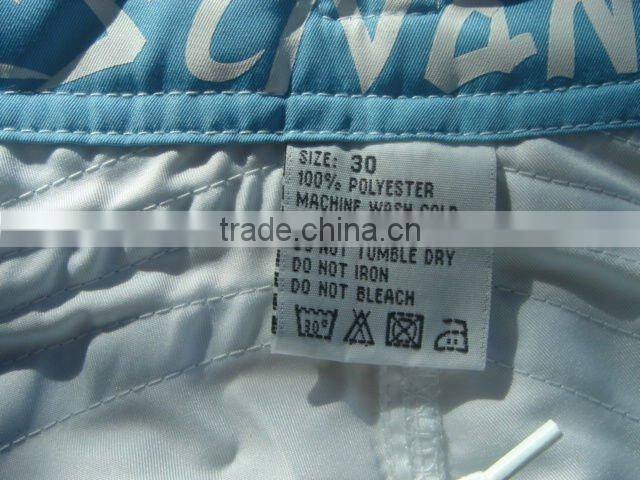 SIZE: 30
100% POLYESTER
MACHINE WASH COLD
trade.china.cn
DO NOT TUMBLE DRY
DO NOT IRON
DO NOT BLEACH
30°